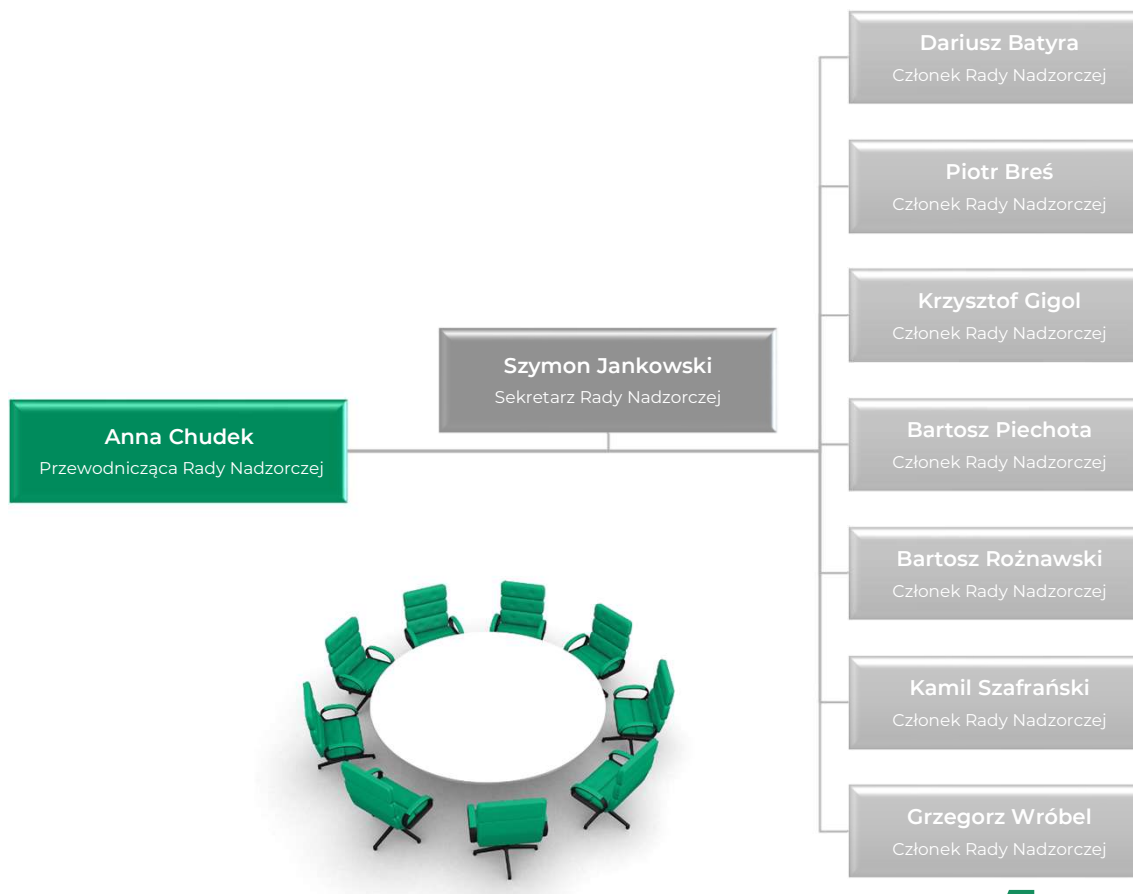 Anna Chudek
Przewodnicząca Rady Nadzorczej
Szymon Jankowski
Sekretarz Rady Nadzorczej
Dariusz Batyra
Członek Rady Nadzorczej
Piotr Breś
Członek Rady Nadzorczej
Krzysztof Gigol
Członek Rady Nadzorczej
Bartosz Piechota
Członek Rady Nadzorczej
Bartosz Rożnawski
Członek Rady Nadzorczej
Kamil Szafrański
Członek Rady Nadzorczej
Grzegorz Wróbel
Członek Rady Nadzorczej